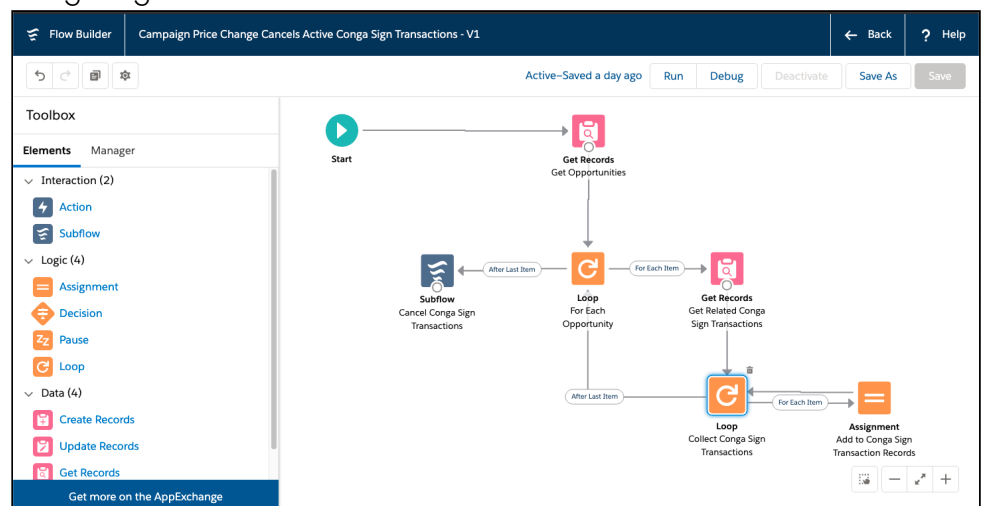 Flow Builder
Campaign Price Change Cancels Active Conga Sign Transactions - V1
← Back
? Help
Active–Saved a day ago
Run
Debug
Deactivate
Save As
Save
Toolbox
Elements
Manager
Interaction (2)
Action
Subflow
Logic (4)
Assignment
Decision
Pause
Loop
Data (4)
Create Records
Update Records
Get Records
Get more on the AppExchange
Start
Get Records
Get Opportunities
After Last Item
For Each Item
Subflow
Cancel Conga Sign
Transactions
Loop
For Each
Opportunity
Get Records
Get Related Conga
Sign Transactions
After Last Item
For Each Item
Loop
Collect Conga Sign
Transactions
Assignment
Add to Conga Sign
Transaction Records